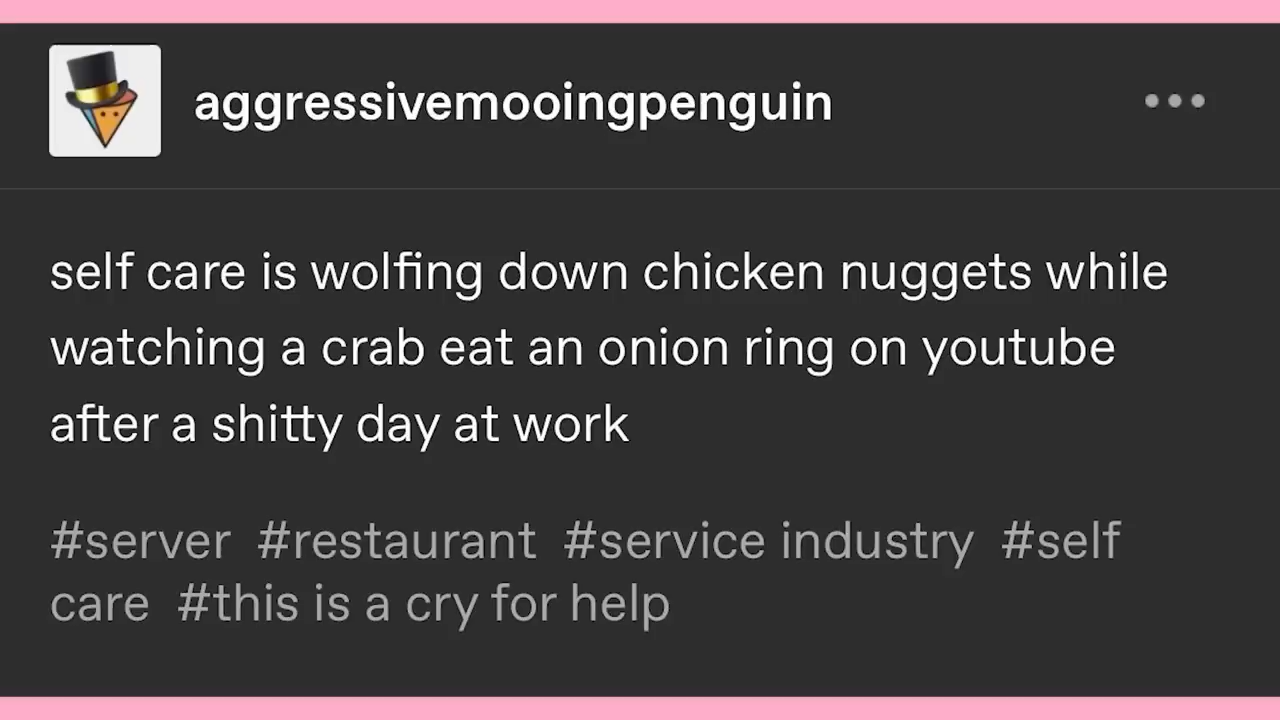 aggressivemooingpenguin
self care is wolfing down chicken nuggets while
watching a crab eat an onion ring on youtube
after a shitty day at work
#server #restaurant #service industry #self
care #this is a cry for help